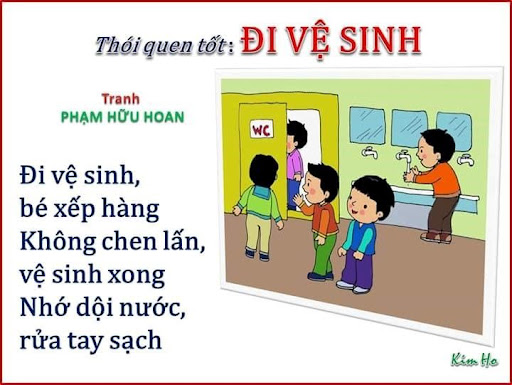 Thói quen tốt: ĐI VỆ SINH
Tranh
PHẠM HỮU HOAN
WC
Đi vệ sinh,
bé xếp hàng
Không chen lấn,
vệ sinh xong
Nhớ dội nước,
rửa tay sạch
Kim Ho